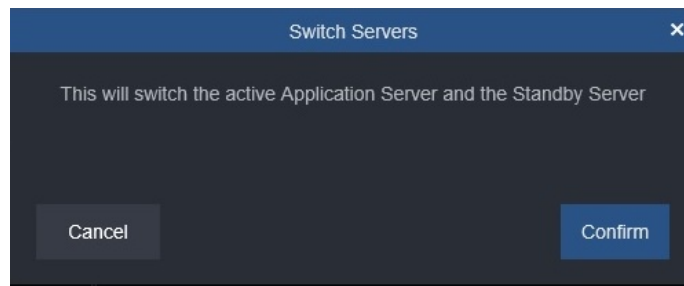 Switch Servers
This will switch the active Application Server and the Standby Server
Cancel
Confirm